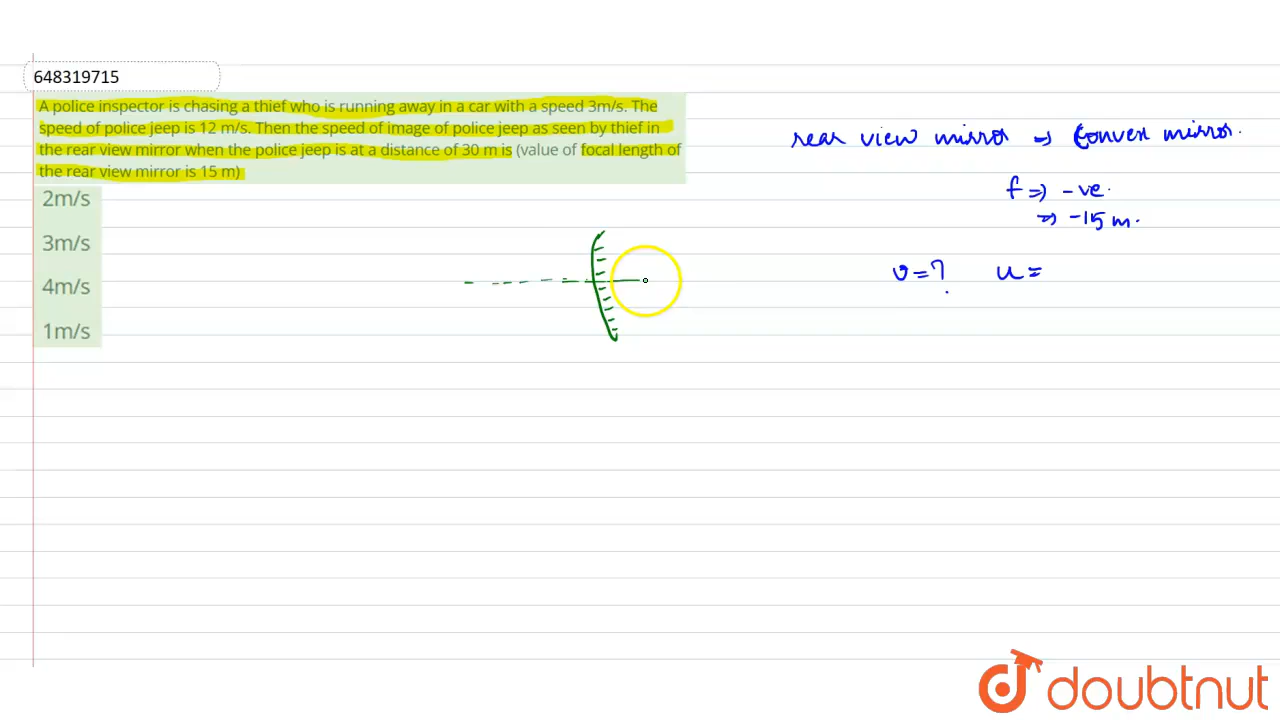 648319715
A police inspector is chasing a thief who is running away in a car with a speed 3m/s. The
speed of police jeep is 12 m/s. Then the speed of image of police jeep as seen by thief in
the rear view mirror when the police jeep is at a distance of 30 m is (value of focal length of
the rear view mirror is 15 m)
2m/s
3m/s
4m/s
1m/s
rear view mirror ⇒ Convex mirror.
f ⇒ -ve.
⇒ -15 m.
v = ? u =
doubtnut